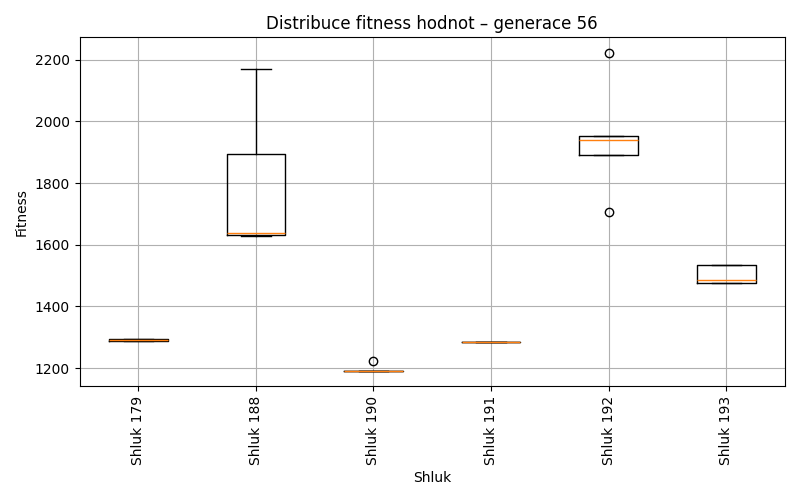 Distribuce fitness hodnot – generace 56
Fitness
2200
2000
1800
1600
1400
1200
Shluk 179
Shluk 188
Shluk 190
Shluk 191
Shluk 192
Shluk 193
Shluk